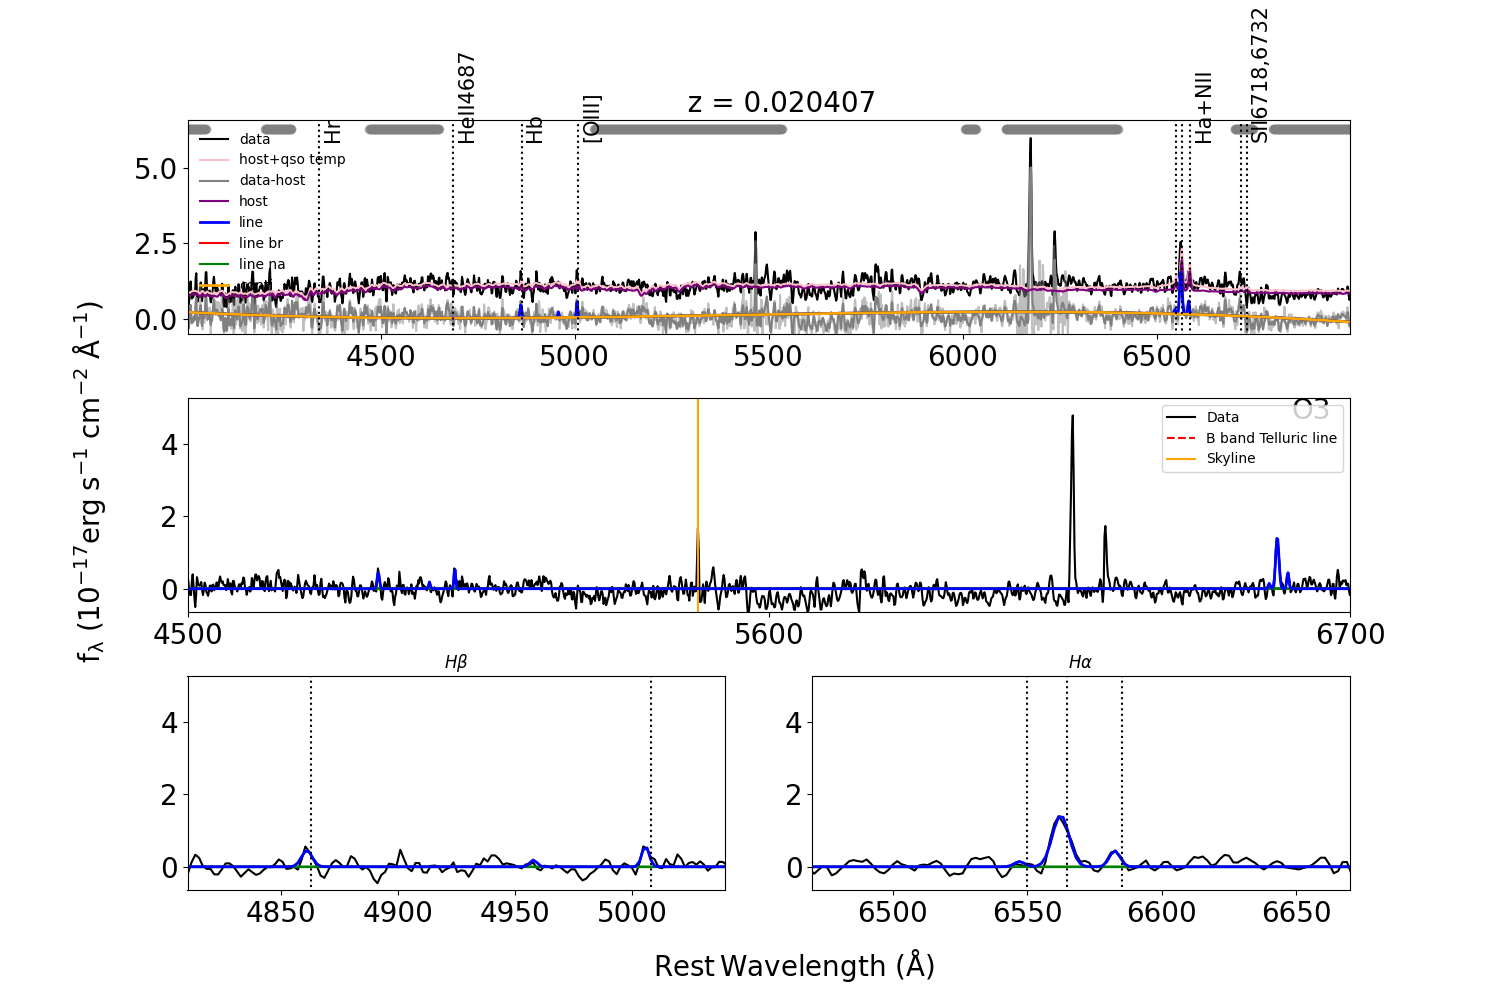 z = 0.020407
Hr
HeII4687
Hb
[OIII]
Ha+NII
SII6718,6732
data
host+qso temp
data-host
host
line
line br
line na
5.0
2.5
0.0
4500
5000
5500
6000
6500
O3
Data
B band Telluric line
Skyline
4
2
0
4500
5600
6700
fλ (10⁻¹⁷erg s⁻¹ cm⁻² Å⁻¹)
Hβ
4
2
0
4850
4900
4950
5000
Hα
4
2
0
6500
6550
6600
6650
Rest Wavelength (Å)